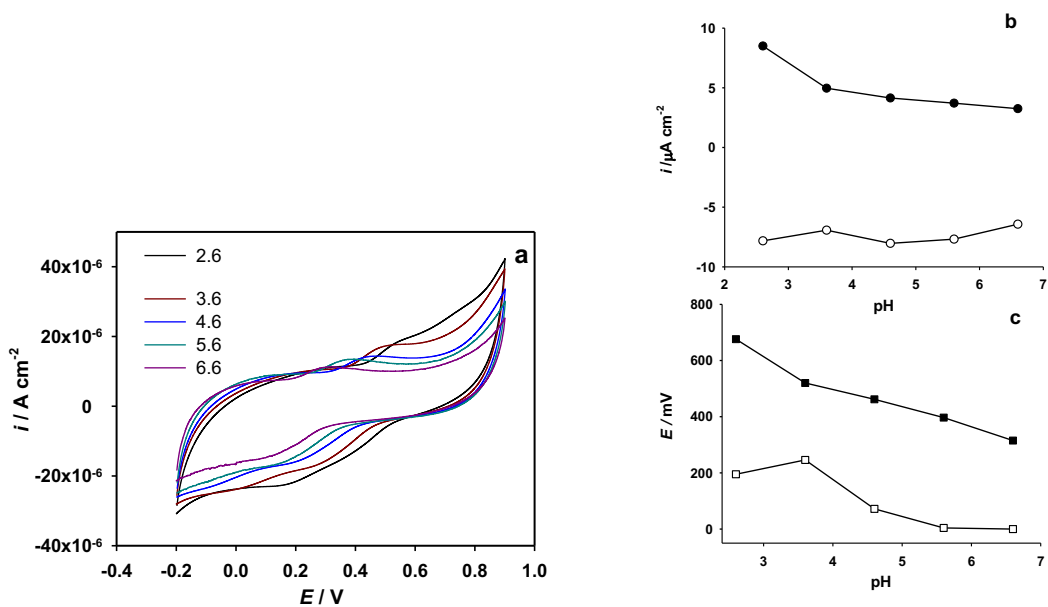 a
i / A cm⁻²
40x10⁻⁶
20x10⁻⁶
0
-20x10⁻⁶
-40x10⁻⁶
2.6
3.6
4.6
5.6
6.6
-0.4 -0.2 0.0 0.2 0.4 0.6 0.8 1.0
E / V
b
i /µA cm⁻²
10
5
0
-5
-10
2 3 4 5 6 7
pH
c
E / mV
800
600
400
200
0
3 4 5 6 7
pH